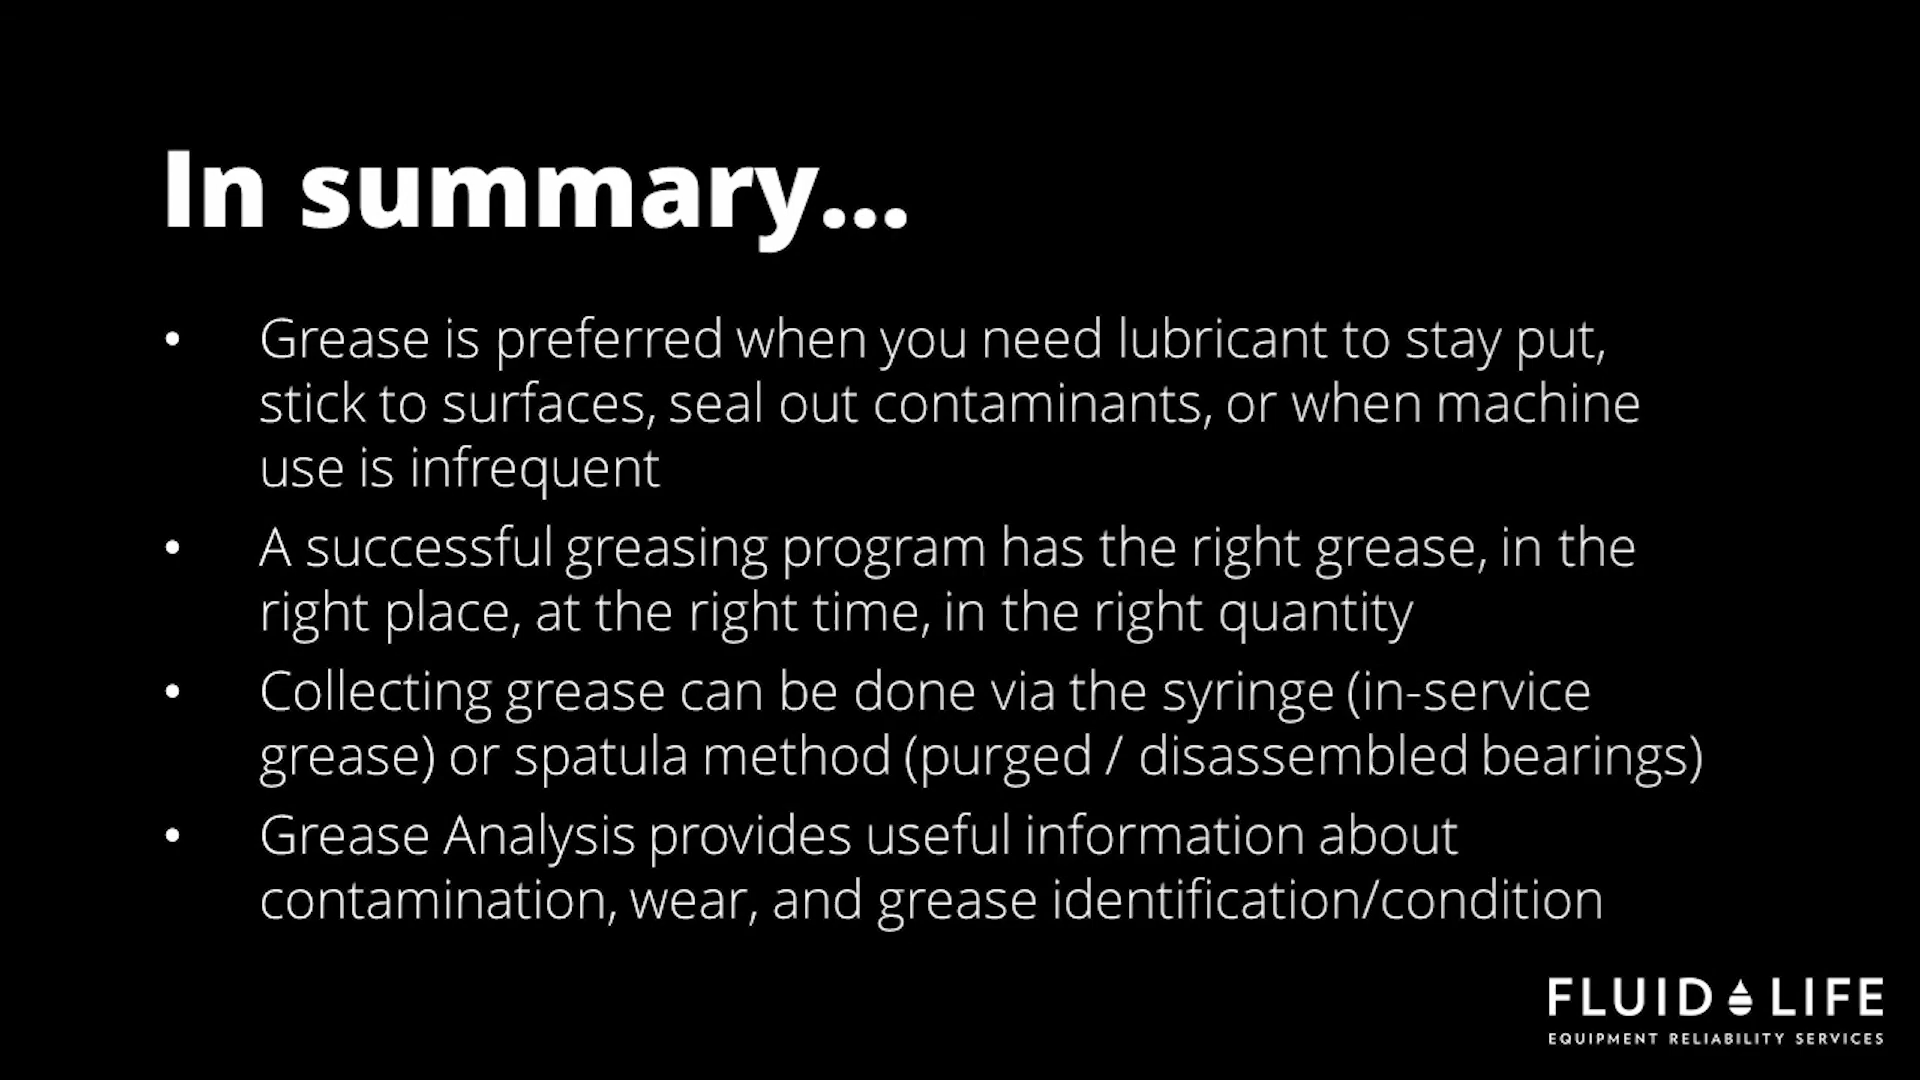 In summary...
• Grease is preferred when you need lubricant to stay put,
stick to surfaces, seal out contaminants, or when machine
use is infrequent
• A successful greasing program has the right grease, in the
right place, at the right time, in the right quantity
• Collecting grease can be done via the syringe (in-service
grease) or spatula method (purged / disassembled bearings)
• Grease Analysis provides useful information about
contamination, wear, and grease identification/condition
FLUID LIFE
EQUIPMENT RELIABILITY SERVICES